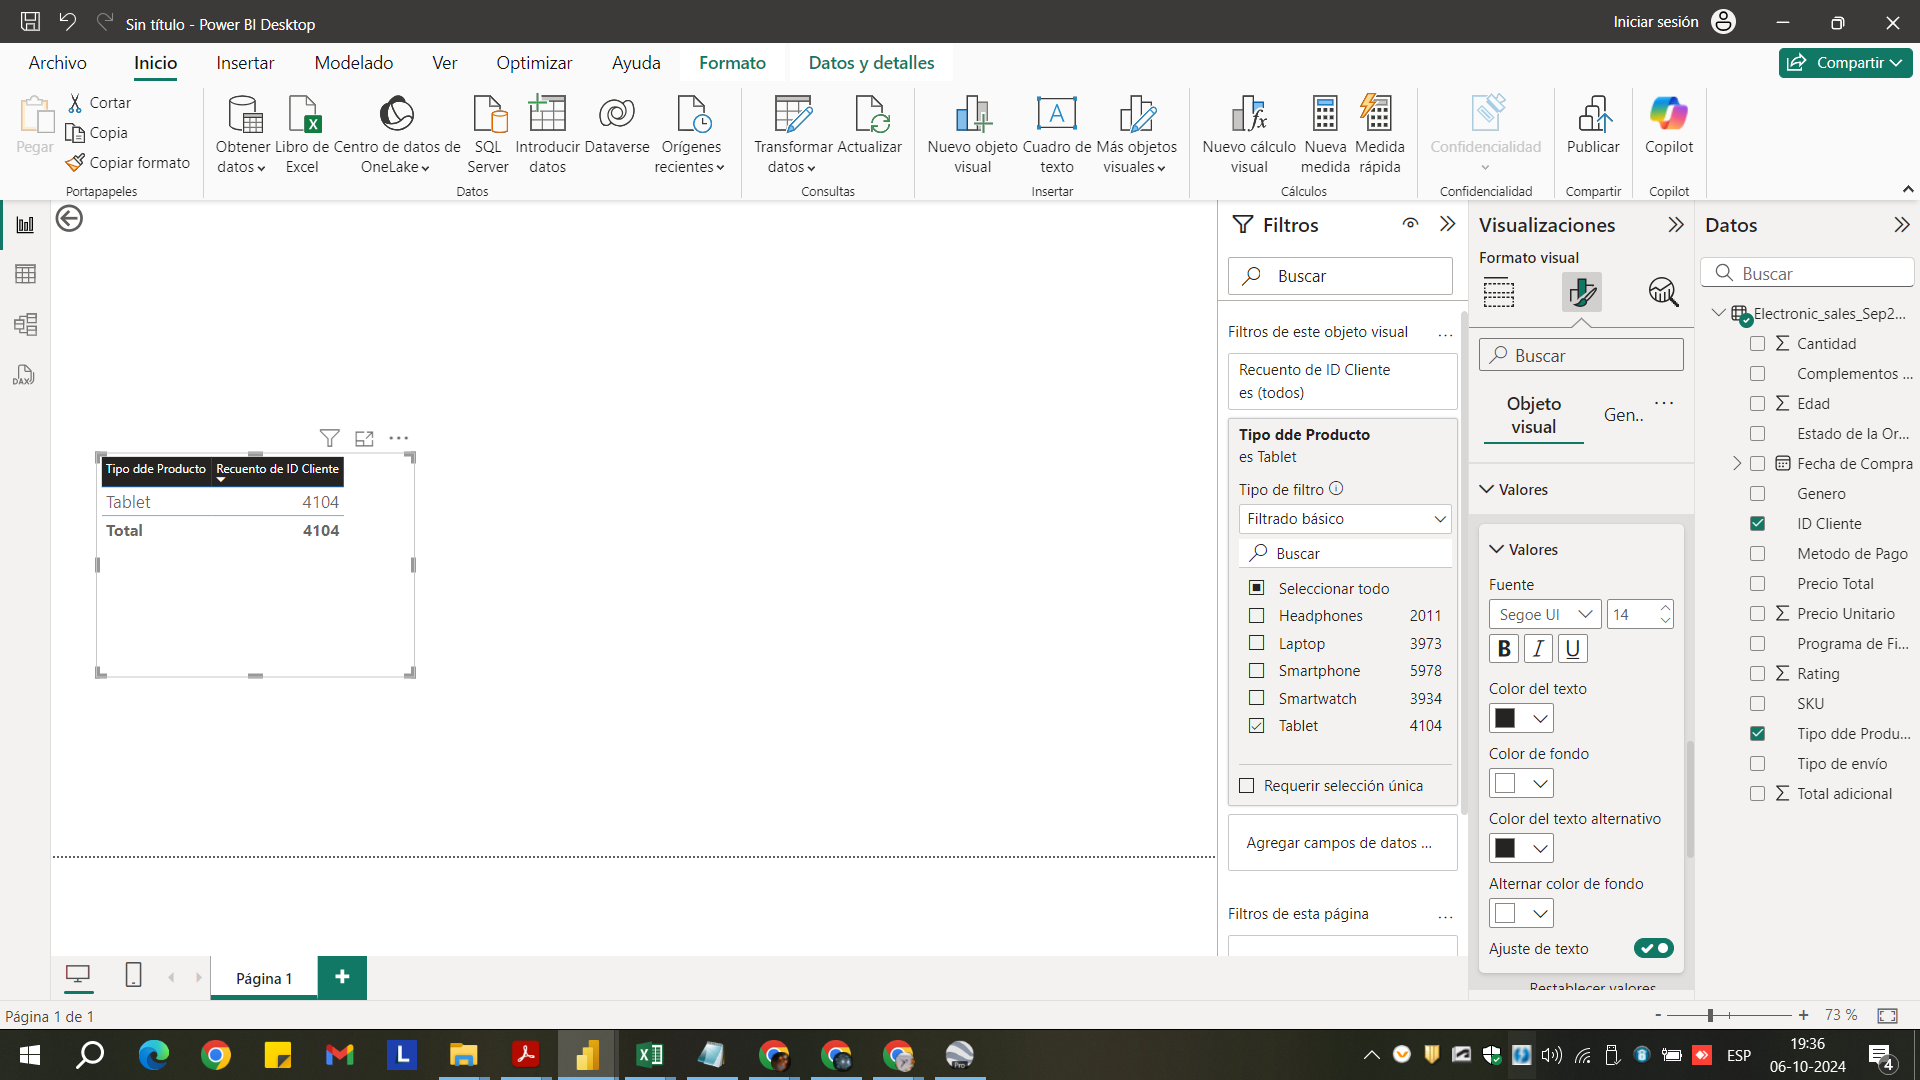 Sin título - Power BI Desktop
Iniciar sesión
Archivo
Inicio
Insertar
Modelado
Ver
Optimizar
Ayuda
Formato
Datos y detalles
Compartir
Pegar
Cortar
Copia
Copiar formato
Portapapeles
Obtener datos
Libro de Excel
Centro de datos de OneLake
SQL Server
Introducir datos
Dataverse
Orígenes recientes
Datos
Transformar datos
Actualizar
Consultas
Nuevo objeto visual
Cuadro de texto
Más objetos visuales
Insertar
Nuevo cálculo visual
Nueva medida
Medida rápida
Cálculos
Confidencialidad
Confidencialidad
Publicar
Compartir
Copilot
Copilot
DAX
Tipo dde Producto Recuento de ID Cliente
Tablet 4104
Total 4104
Filtros
Buscar
Filtros de este objeto visual ...
Recuento de ID Cliente
es (todos)
Tipo dde Producto
es Tablet
Tipo de filtro
Filtrado básico
Buscar
Seleccionar todo
Headphones 2011
Laptop 3973
Smartphone 5978
Smartwatch 3934
Tablet 4104
Requerir selección única
Agregar campos de datos ...
Filtros de esta página ...
Visualizaciones
Formato visual
Buscar
Objeto visual
Gen..
...
Valores
Valores
Fuente
Segoe UI 14
B I U
Color del texto
Color de fondo
Color del texto alternativo
Alternar color de fondo
Ajuste de texto
Restablecer valores
Datos
Buscar
Electronic_sales_Sep2...
Cantidad
Complementos ...
Edad
Estado de la Or...
Fecha de Compra
Genero
ID Cliente
Metodo de Pago
Precio Total
Precio Unitario
Programa de Fi...
Rating
SKU
Tipo dde Produ...
Tipo de envío
Total adicional
Página 1
+
Página 1 de 1
- + 73 %
L
Pro
ESP
19:36
06-10-2024
4